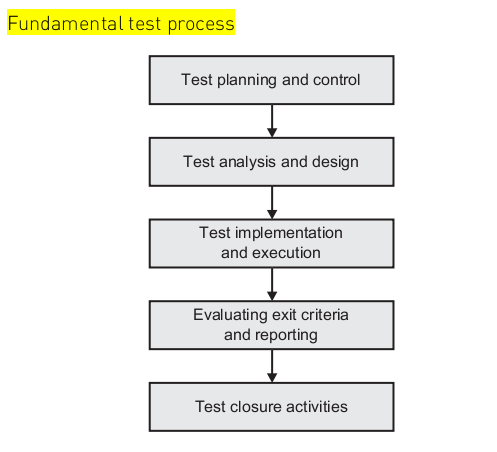 Fundamental test process
Test planning and control
Test analysis and design
Test implementation
and execution
Evaluating exit criteria
and reporting
Test closure activities